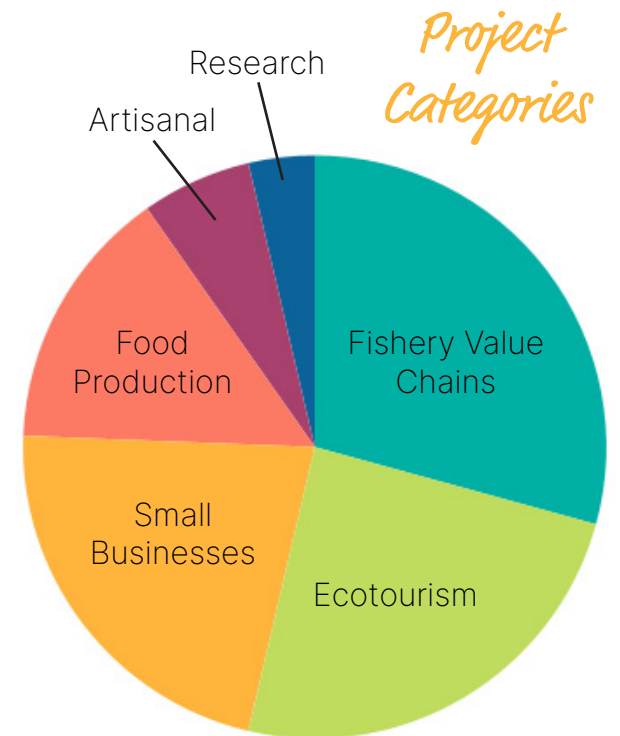 Project
Categories
Research
Artisanal
Food
Production
Fishery Value
Chains
Small
Businesses
Ecotourism